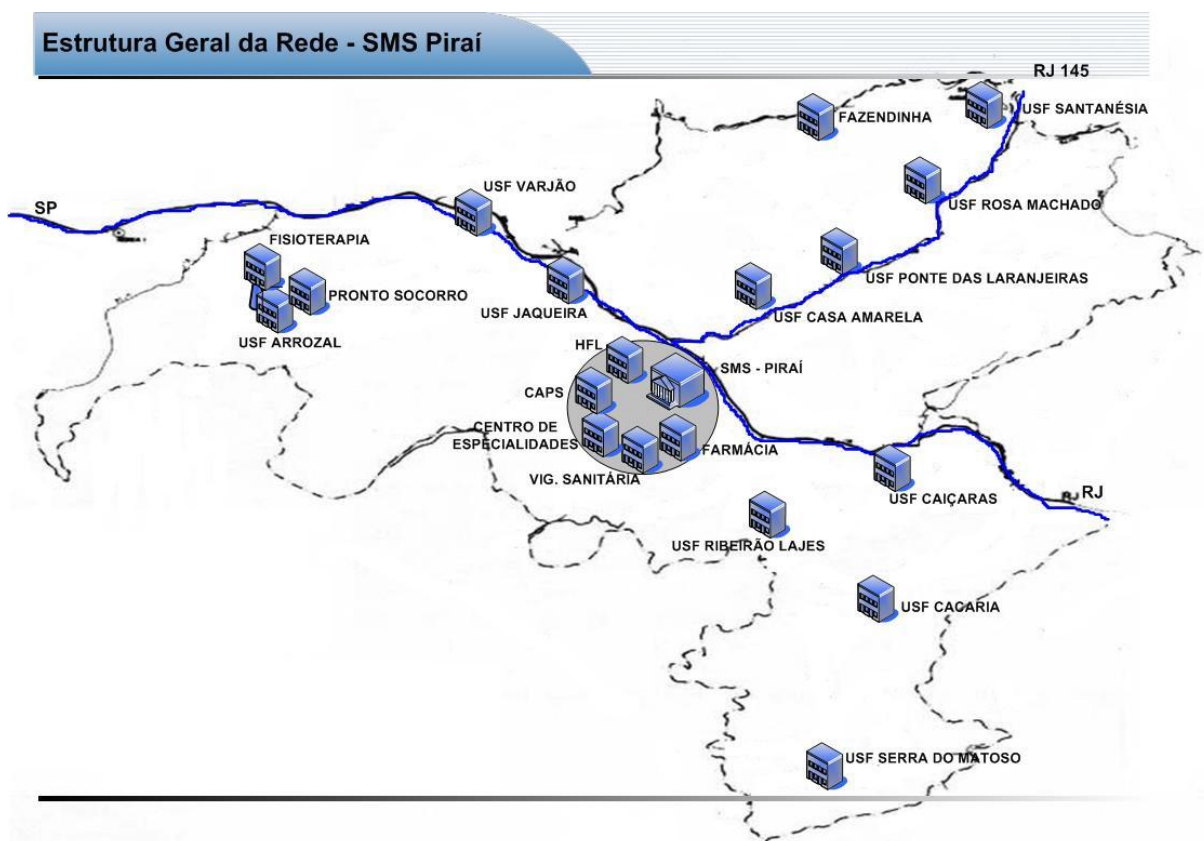 Estrutura Geral da Rede - SMS Piraí
RJ 145
USF SANTANÉSIA
FAZENDINHA
USF VARJÃO
USF ROSA MACHADO
SP
FISIOTERAPIA
USF PONTE DAS LARANJEIRAS
PRONTO SOCORRO
USF JAQUEIRA
USF CASA AMARELA
USF ARROZAL
HFL
SMS - PIRAÍ
CAPS
CENTRO DE
ESPECIALIDADES
FARMÁCIA
VIG. SANITÁRIA
RJ
RJ
USF CAIÇARAS
USF RIBEIRÃO LAJES
USF CACARIA
USF SERRA DO MATOSO